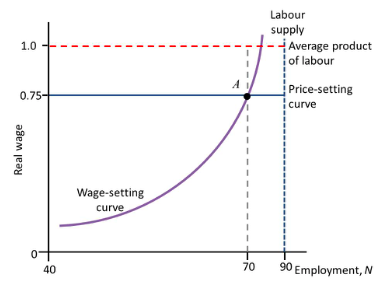 Labour
supply
1.0
Average product
of labour
A
0.75
Price-setting
curve
Real wage
Wage-setting
curve
0
40
70
90
Employment, N